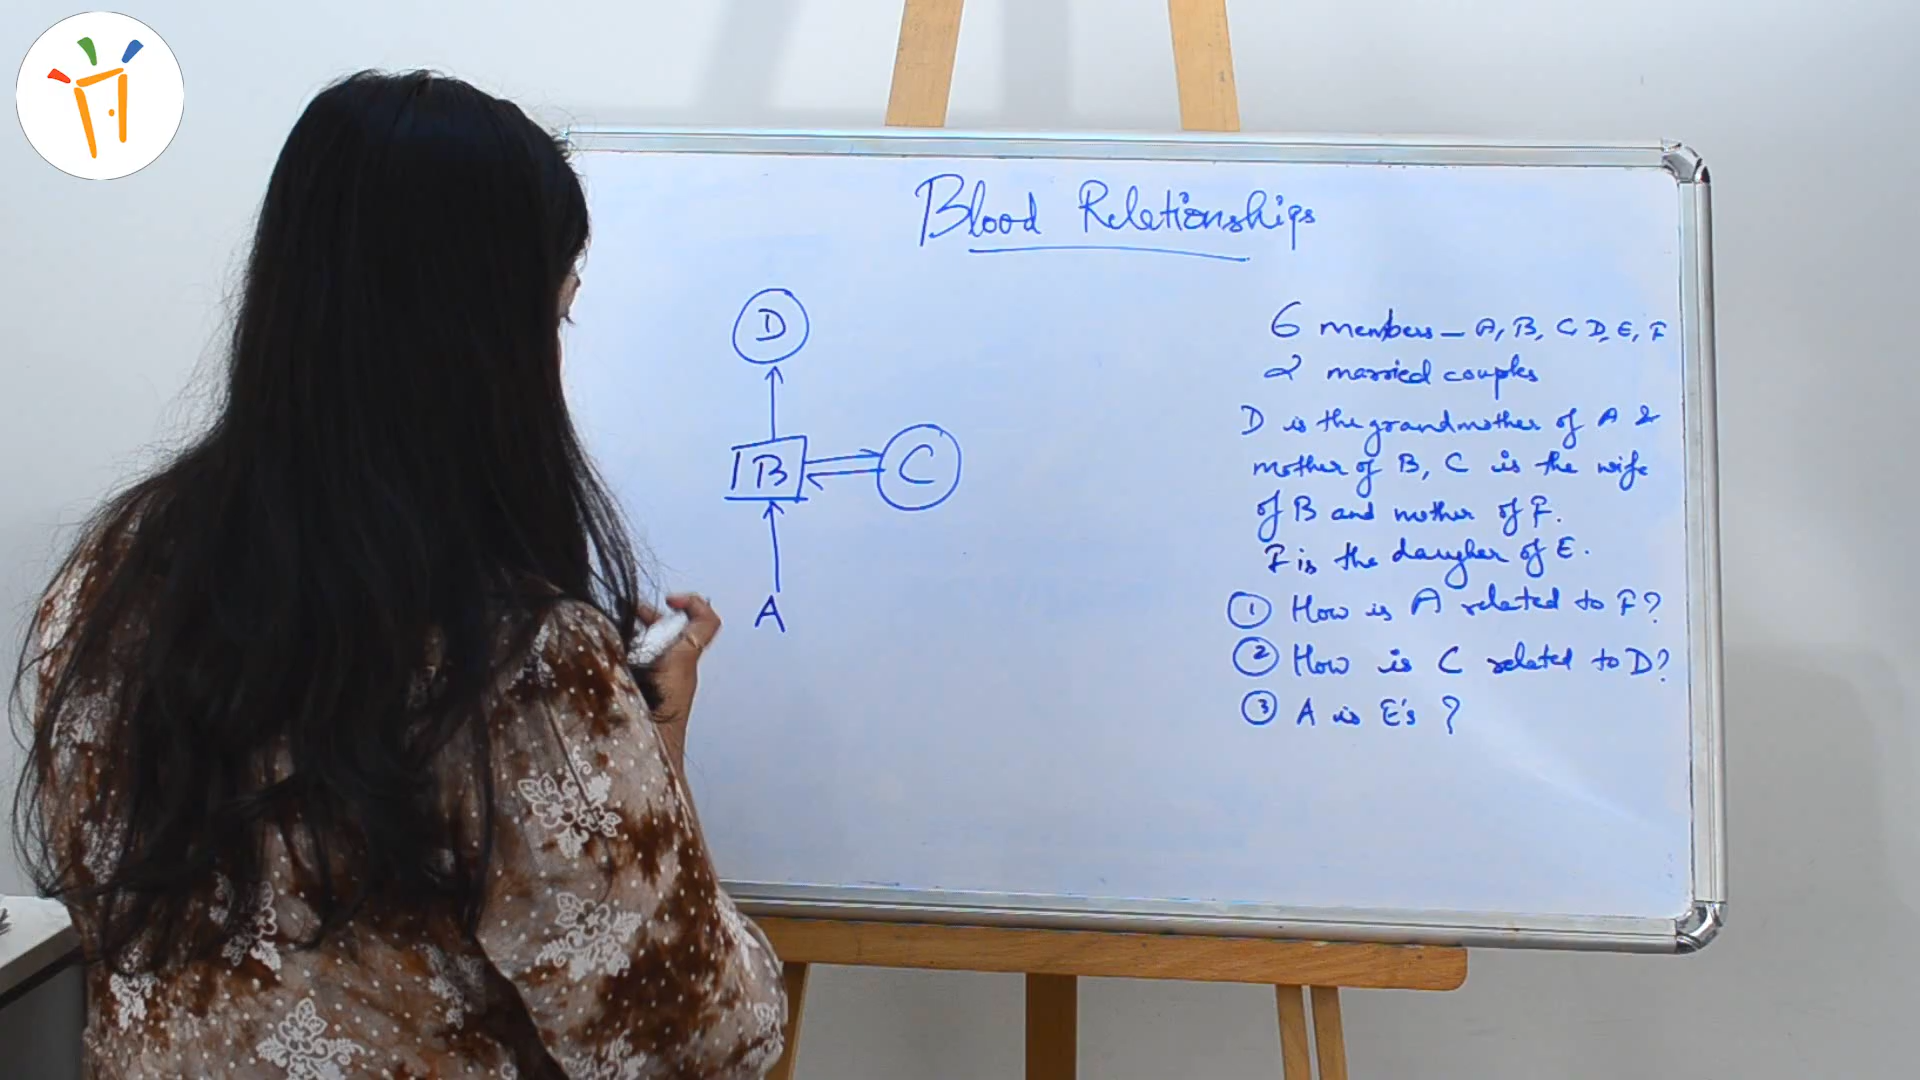 Blood Relationships
D
B
C
A
6 members - A, B, C, D, E, F
2 married couples
D is the grandmother of A &
mother of B, C is the wife
of B and mother of F.
F is the daugher of E.
① How is A related to F?
② How is C related to D?
③ A is E's ?